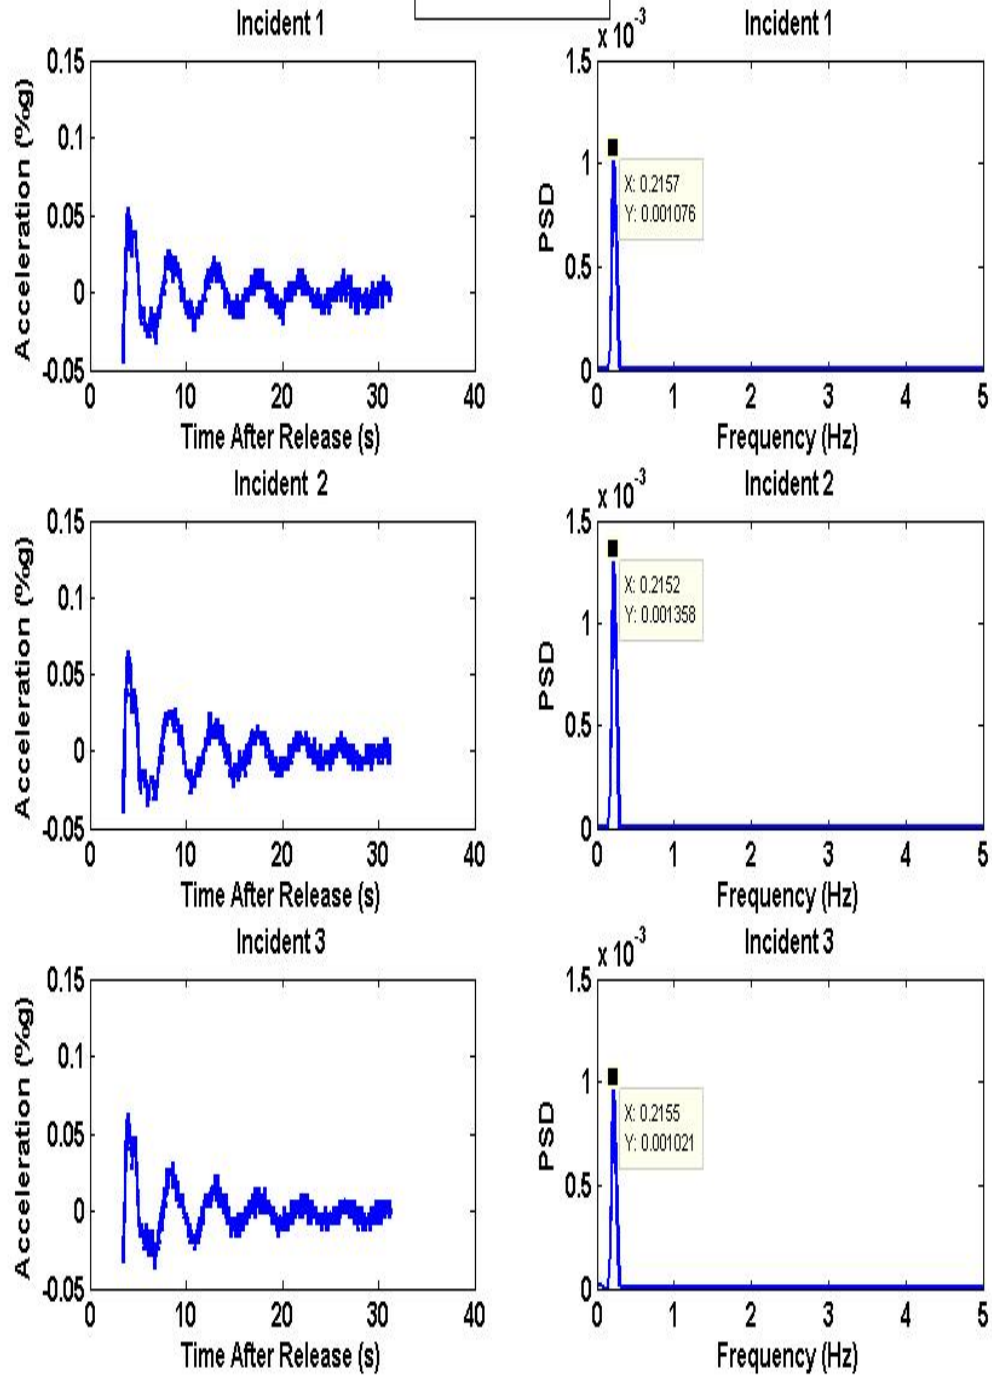 Incident 1
Acceleration (%g)
0.15
0.1
0.05
0
-0.05
0 10 20 30 40
Time After Release (s)
Incident 1
x 10-3
PSD
1.5
1
0.5
0
X: 0.2157
Y: 0.001076
0 1 2 3 4 5
Frequency (Hz)
Incident 2
Acceleration (%g)
0.15
0.1
0.05
0
-0.05
0 10 20 30 40
Time After Release (s)
Incident 2
x 10-3
PSD
1.5
1
0.5
0
X: 0.2152
Y: 0.001358
0 1 2 3 4 5
Frequency (Hz)
Incident 3
Acceleration (%g)
0.15
0.1
0.05
0
-0.05
0 10 20 30 40
Time After Release (s)
Incident 3
x 10-3
PSD
1.5
1
0.5
0
X: 0.2155
Y: 0.001021
0 1 2 3 4 5
Frequency (Hz)